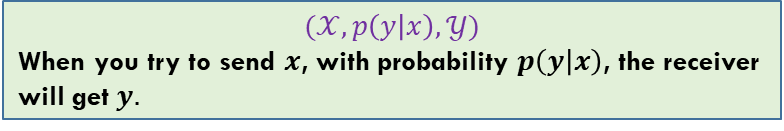 (𝒳, p(y|x), 𝒴)
When you try to send x, with probability p(y|x), the receiver
will get y.